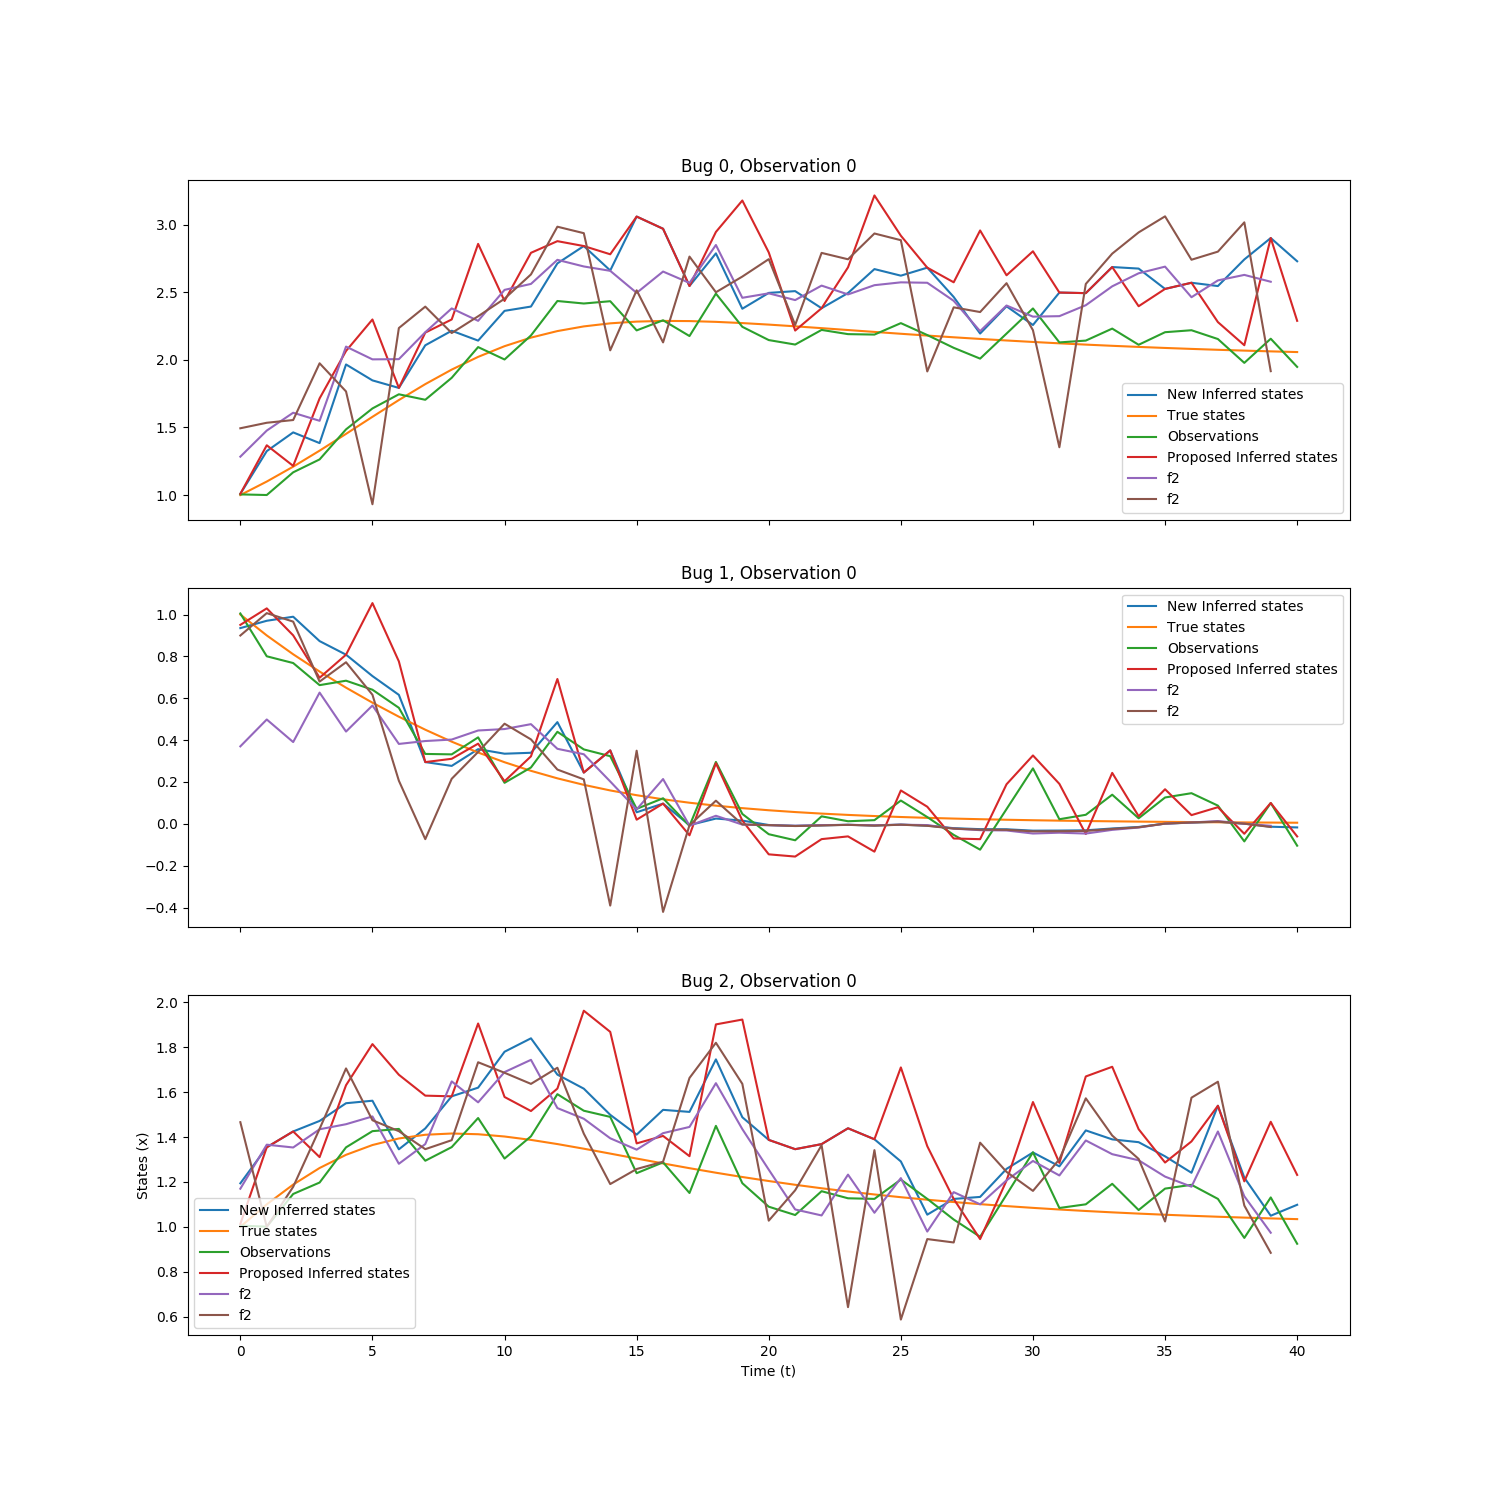 Bug 0, Observation 0
3.0
2.5
2.0
1.5
1.0
New Inferred states
True states
Observations
Proposed Inferred states
f2
f2
Bug 1, Observation 0
1.0
0.8
0.6
0.4
0.2
0.0
−0.2
−0.4
New Inferred states
True states
Observations
Proposed Inferred states
f2
f2
Bug 2, Observation 0
2.0
1.8
1.6
1.4
1.2
1.0
0.8
0.6
States (x)
New Inferred states
True states
Observations
Proposed Inferred states
f2
f2
0 5 10 15 20 25 30 35 40
Time (t)